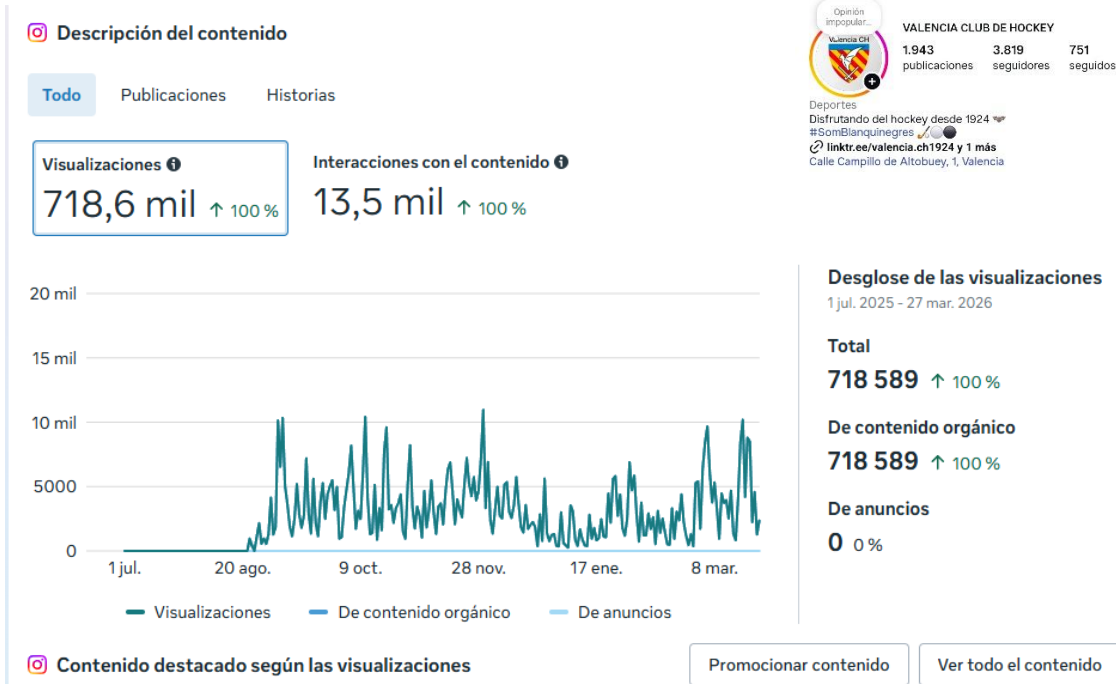 Descripción del contenido
Todo
Publicaciones
Historias
Visualizaciones
718,6 mil ↑ 100 %
Interacciones con el contenido
13,5 mil ↑ 100 %
20 mil
15 mil
10 mil
5000
0
1 jul.
20 ago.
9 oct.
28 nov.
17 ene.
8 mar.
Visualizaciones
De contenido orgánico
De anuncios
Opinión
impopular...
Valencia CH
VALENCIA CLUB DE HOCKEY
1.943
3.819
751
publicaciones
seguidores
seguidos
Deportes
Disfrutando del hockey desde 1924
#SomBlanquinegres
linktr.ee/valencia.ch1924 y 1 más
Calle Campillo de Altobuey, 1, Valencia
Desglose de las visualizaciones
1 jul. 2025 - 27 mar. 2026
Total
718 589 ↑ 100 %
De contenido orgánico
718 589 ↑ 100 %
De anuncios
0 0 %
Contenido destacado según las visualizaciones
Promocionar contenido
Ver todo el contenido